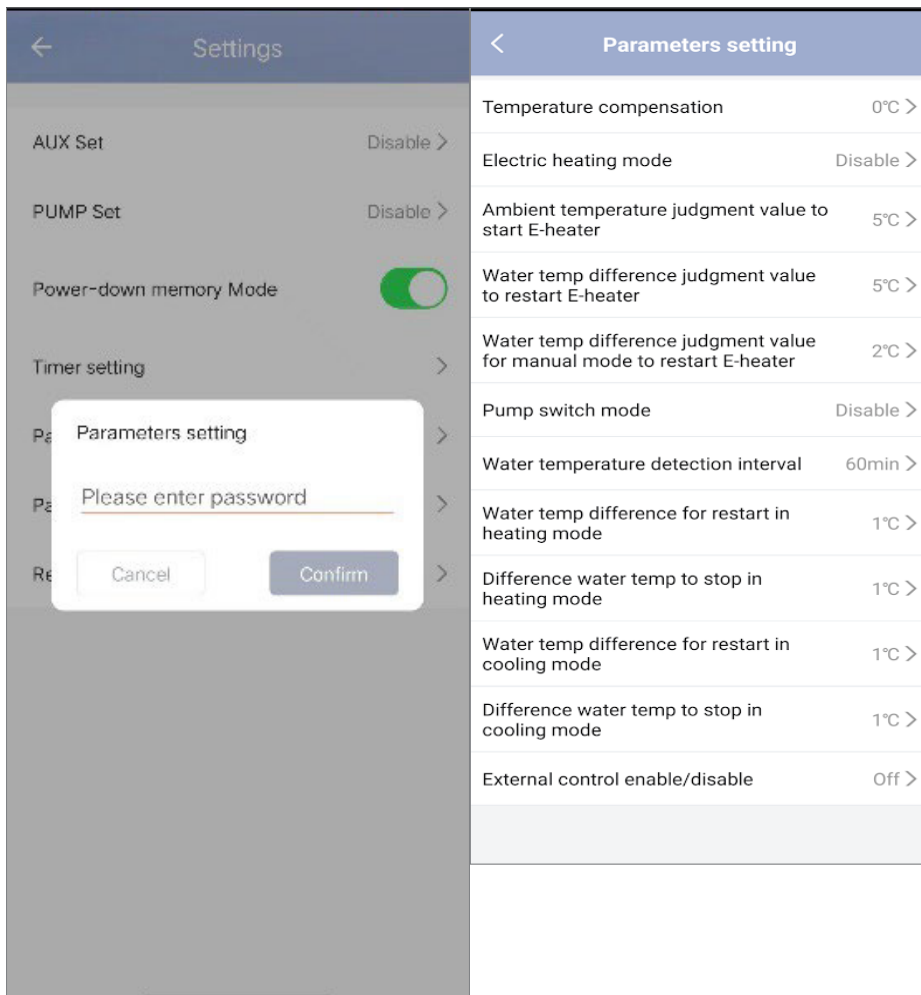 Settings
AUX Set
Disable
PUMP Set
Disable
Power-down memory Mode
Timer setting
Pa
Parameters setting
Pa
Please enter password
Re
Cancel
Confirm
Parameters setting
Temperature compensation
0℃
Electric heating mode
Disable
Ambient temperature judgment value to
start E-heater
5℃
Water temp difference judgment value
to restart E-heater
5℃
Water temp difference judgment value
for manual mode to restart E-heater
2℃
Pump switch mode
Disable
Water temperature detection interval
60min
Water temp difference for restart in
heating mode
1℃
Difference water temp to stop in
heating mode
1℃
Water temp difference for restart in
cooling mode
1℃
Difference water temp to stop in
cooling mode
1℃
External control enable/disable
Off